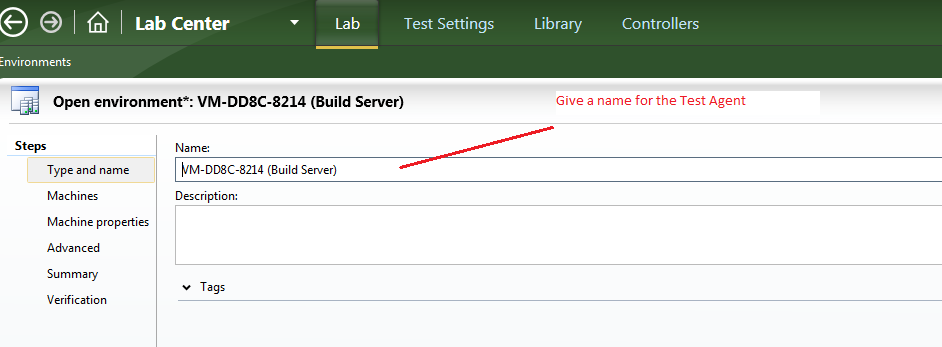 Lab Center
Lab
Test Settings
Library
Controllers
Environments
Open environment*: VM-DD8C-8214 (Build Server)
Give a name for the Test Agent
Steps
Type and name
Machines
Machine properties
Advanced
Summary
Verification
Name:
VM-DD8C-8214 (Build Server)
Description:
Tags